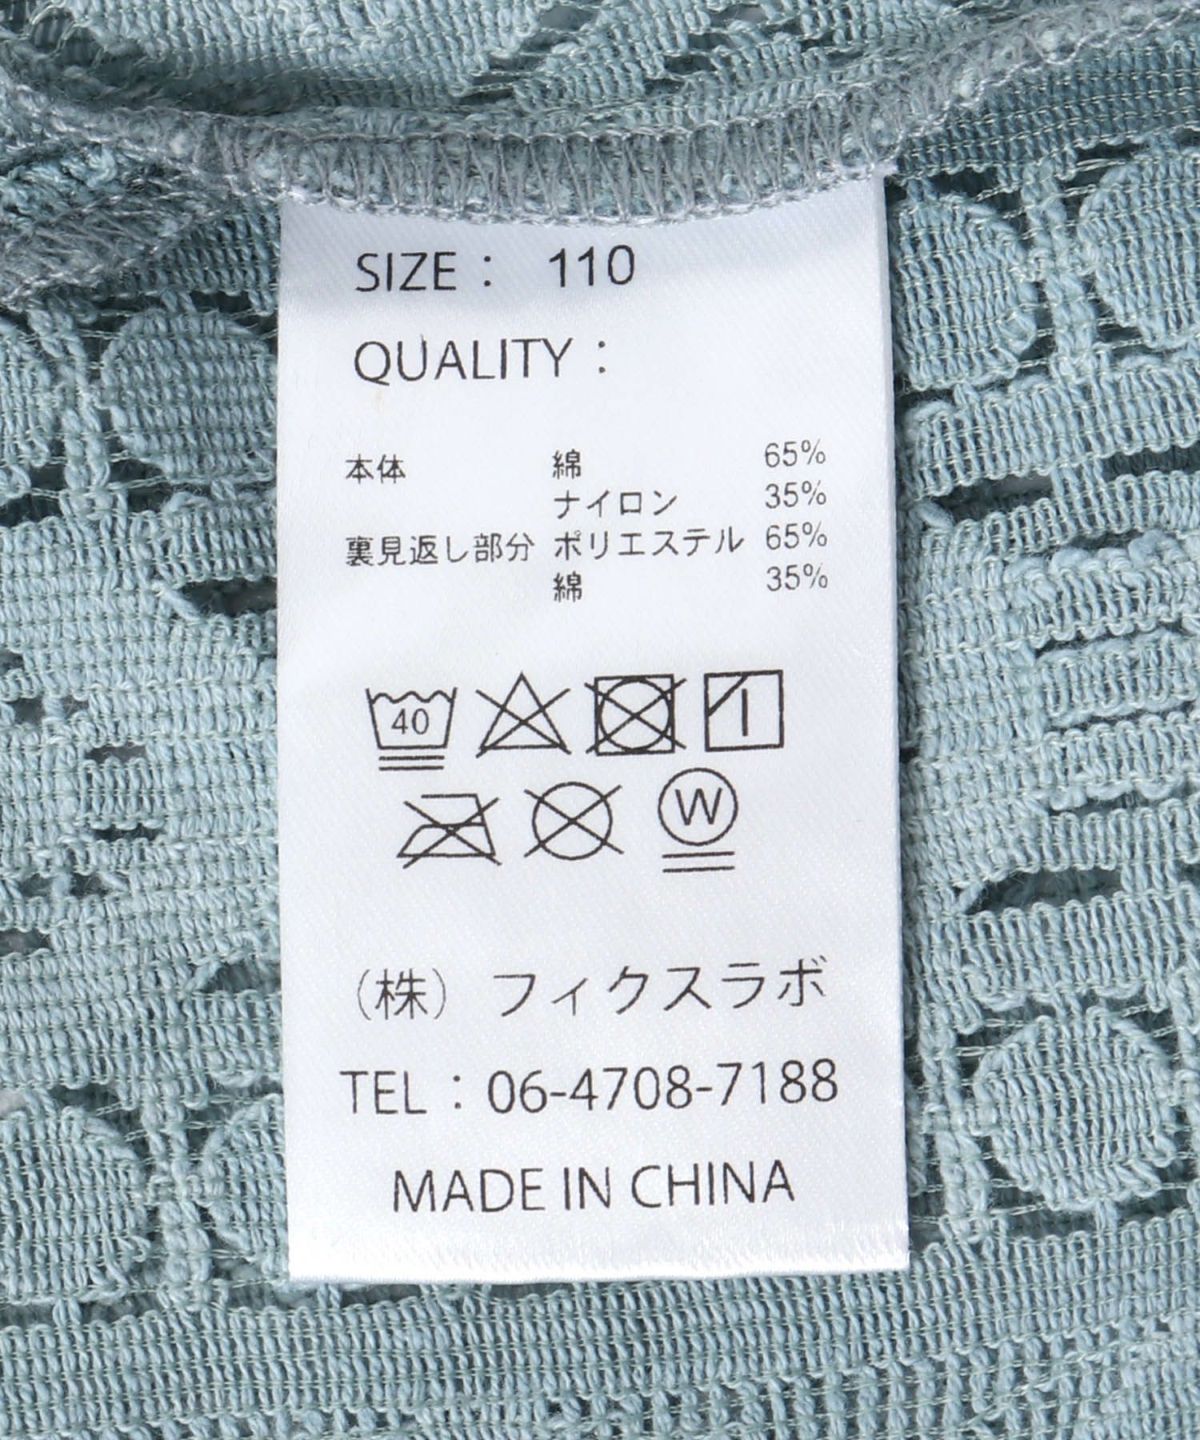 SIZE： 110
QUALITY：
本体 綿 65%
ナイロン 35%
裏見返し部分 ポリエステル 65%
綿 35%
40
W
（株）フィクスラボ
TEL：06-4708-7188
MADE IN CHINA